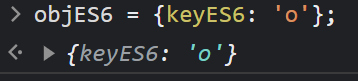 objES6 = {keyES6: 'o'};
{keyES6: 'o'}